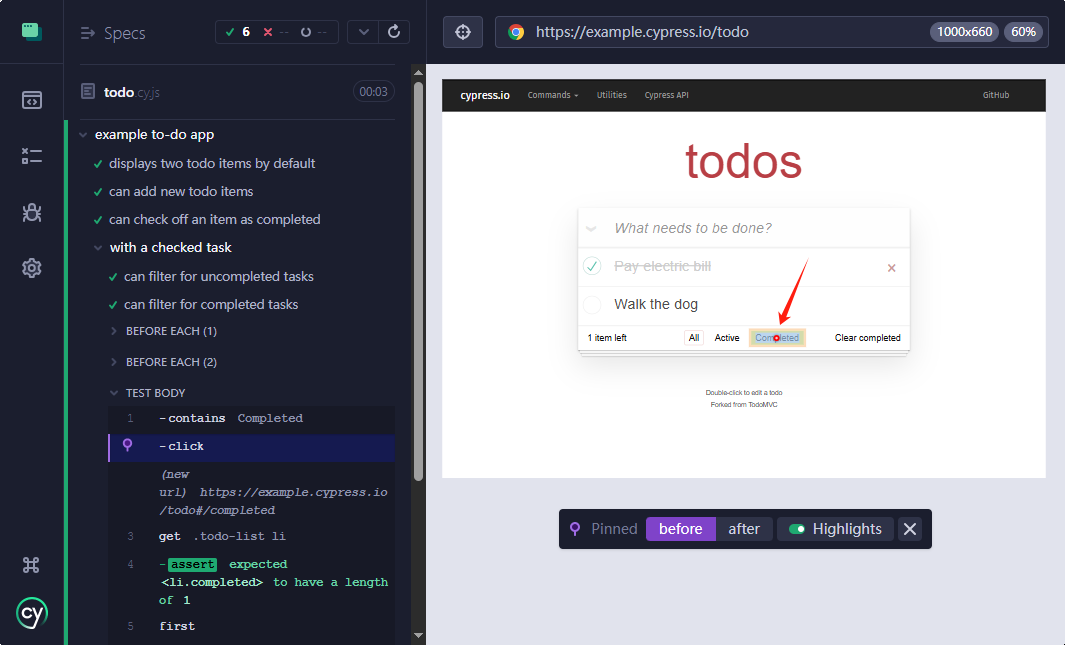 Specs
6 -- --
https://example.cypress.io/todo 1000x660 60%
todo.cy.js 00:03
example to-do app
displays two todo items by default
can add new todo items
can check off an item as completed
with a checked task
can filter for uncompleted tasks
can filter for completed tasks
BEFORE EACH (1)
BEFORE EACH (2)
TEST BODY
1 -contains Completed
-click
(new
url) https://example.cypress.io
/todo#/completed
3 get .todo-list li
4 -assert expected
<li.completed> to have a length
of 1
5 first
cy
cypress.io Commands Utilities Cypress API GitHub
todos
What needs to be done?
Pay electric bill
Walk the dog
1 item left All Active Completed Clear completed
Double-click to edit a todo
Forked from TodoMVC
Pinned before after Highlights